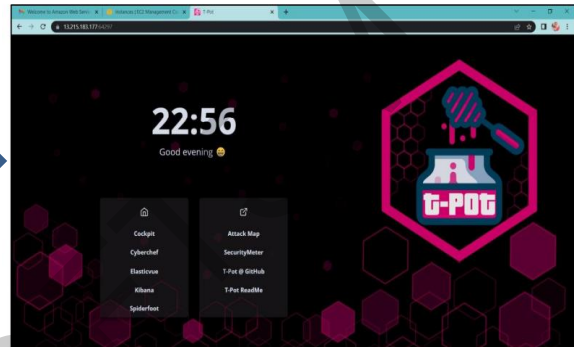 Welcome to Amazon Web Servi
Instances | EC2 Management Co
T-Pot
13.215.183.177:64297
22:56
Good evening 😀
Cockpit
Cyberchef
Elasticvue
Kibana
Spiderfoot
Attack Map
SecurityMeter
T-Pot @ GitHub
T-Pot ReadMe
T-POT